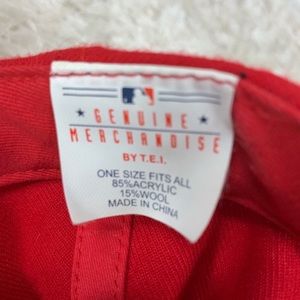 GENUINE
MERCHANDISE
BY T.E.I.
ONE SIZE FITS ALL
85%ACRYLIC
15%WOOL
MADE IN CHINA